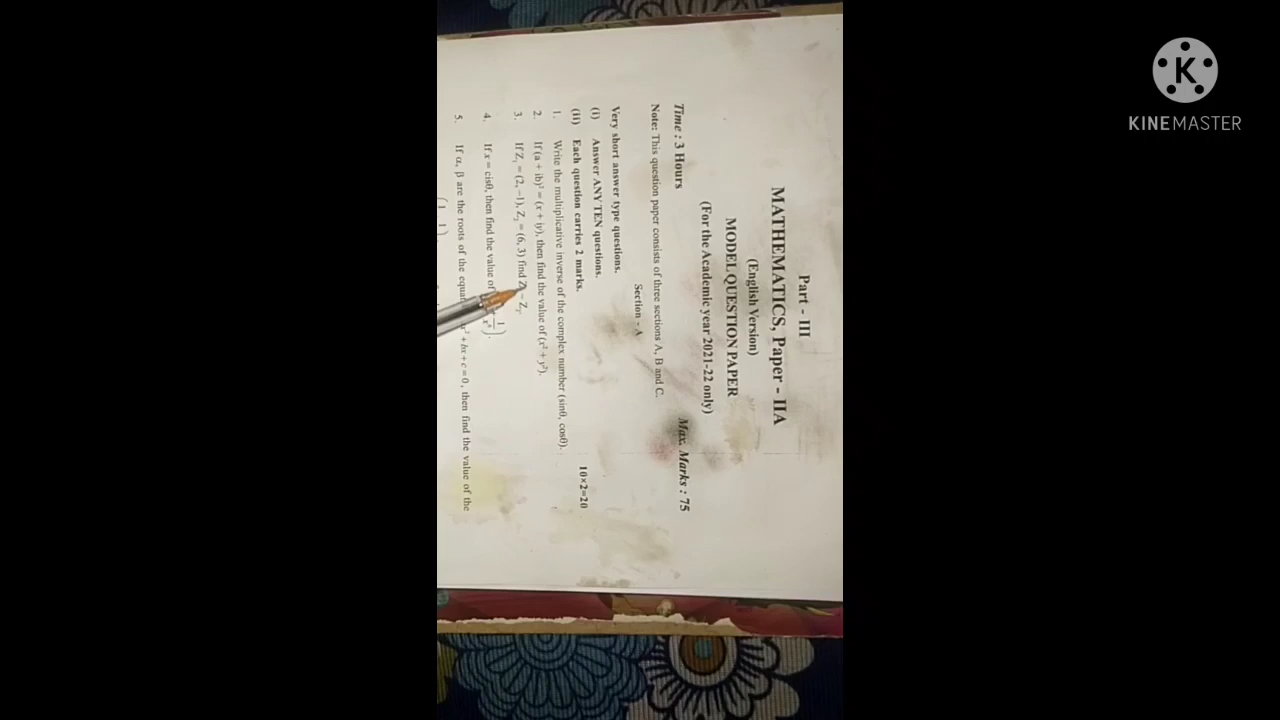 Part - III
MATHEMATICS, Paper - IIA
(English Version)
MODEL QUESTION PAPER
(For the Academic year 2021-22 only)
Time : 3 Hours Max. Marks : 75
Note: This question paper consists of three sections A, B and C.
Section - A
Very short answer type questions.
(i) Answer ANY TEN questions.
(ii) Each question carries 2 marks. 10×2=20
1. Write the multiplicative inverse of the complex number (sinθ, cosθ).
2. If (a + ib)² = (x + iy), then find the value of (x² + y²).
3. If Z₁ = (2, −1), Z₂ = (6, 3) find
4. If x = cisθ, then find the value of
5. If α, β are the roots of the + bx + c = 0, then find the value of the
KINEMASTER